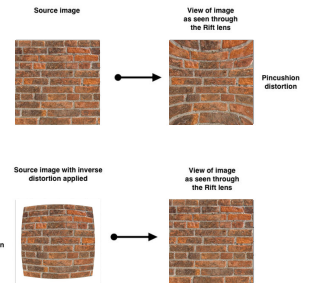 Source image
View of image
as seen through
the Rift lens
Pincushion
distortion
Source image with inverse
distortion applied
View of image
as seen through
the Rift lens
n